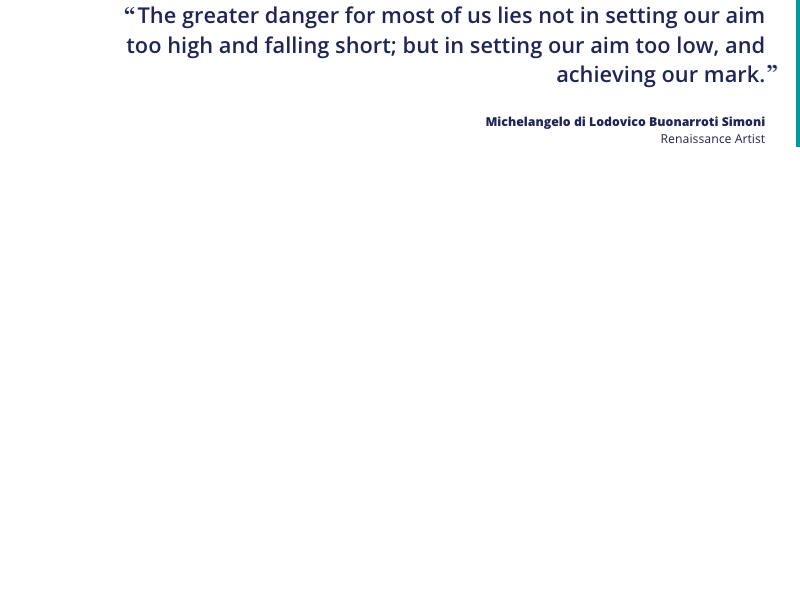 “The greater danger for most of us lies not in setting our aim
too high and falling short; but in setting our aim too low, and
achieving our mark.”
Michelangelo di Lodovico Buonarroti Simoni
Renaissance Artist